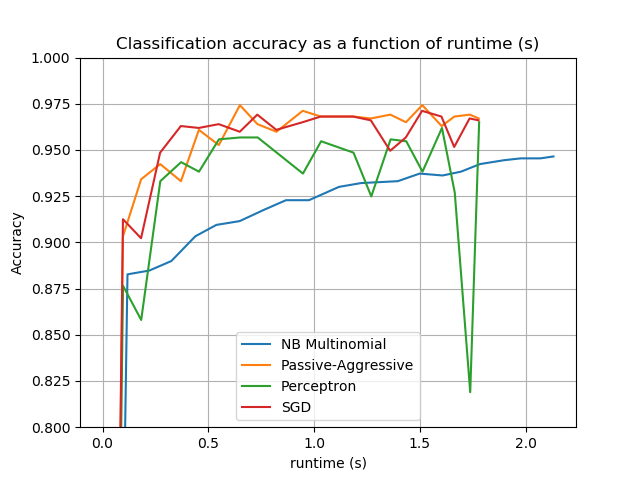 Classification accuracy as a function of runtime (s)
1.000
0.975
0.950
0.925
0.900
0.875
0.850
0.825
0.800
Accuracy
NB Multinomial
Passive-Aggressive
Perceptron
SGD
0.0 0.5 1.0 1.5 2.0
runtime (s)